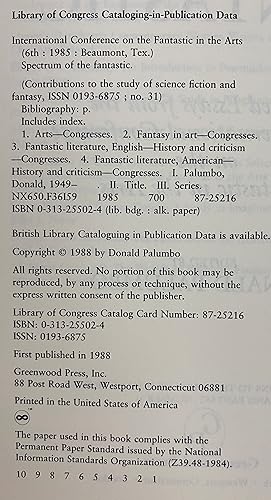 Library of Congress Cataloging-in-Publication Data
International Conference on the Fantastic in the Arts
(6th : 1985 : Beaumont, Tex.)
Spectrum of the fantastic.
(Contributions to the study of science fiction and
fantasy, ISSN 0193-6875 ; no. 31)
Bibliography: p.
Includes index.
1. Arts—Congresses. 2. Fantasy in art—Congresses.
3. Fantastic literature, English—History and criticism
—Congresses. 4. Fantastic literature, American—
History and criticism—Congresses. I. Palumbo,
Donald, 1949- . II. Title. III. Series.
NX650.F36I59 1985 700 87-25216
ISBN 0-313-25502-4 (lib. bdg. : alk. paper)
British Library Cataloguing in Publication Data is available.
Copyright © 1988 by Donald Palumbo
All rights reserved. No portion of this book may be
reproduced, by any process or technique, without the
express written consent of the publisher.
Library of Congress Catalog Card Number: 87-25216
ISBN: 0-313-25502-4
ISSN: 0193-6875
First published in 1988
Greenwood Press, Inc.
88 Post Road West, Westport, Connecticut 06881
Printed in the United States of America
The paper used in this book complies with the
Permanent Paper Standard issued by the National
Information Standards Organization (Z39.48-1984).
10 9 8 7 6 5 4 3 2 1